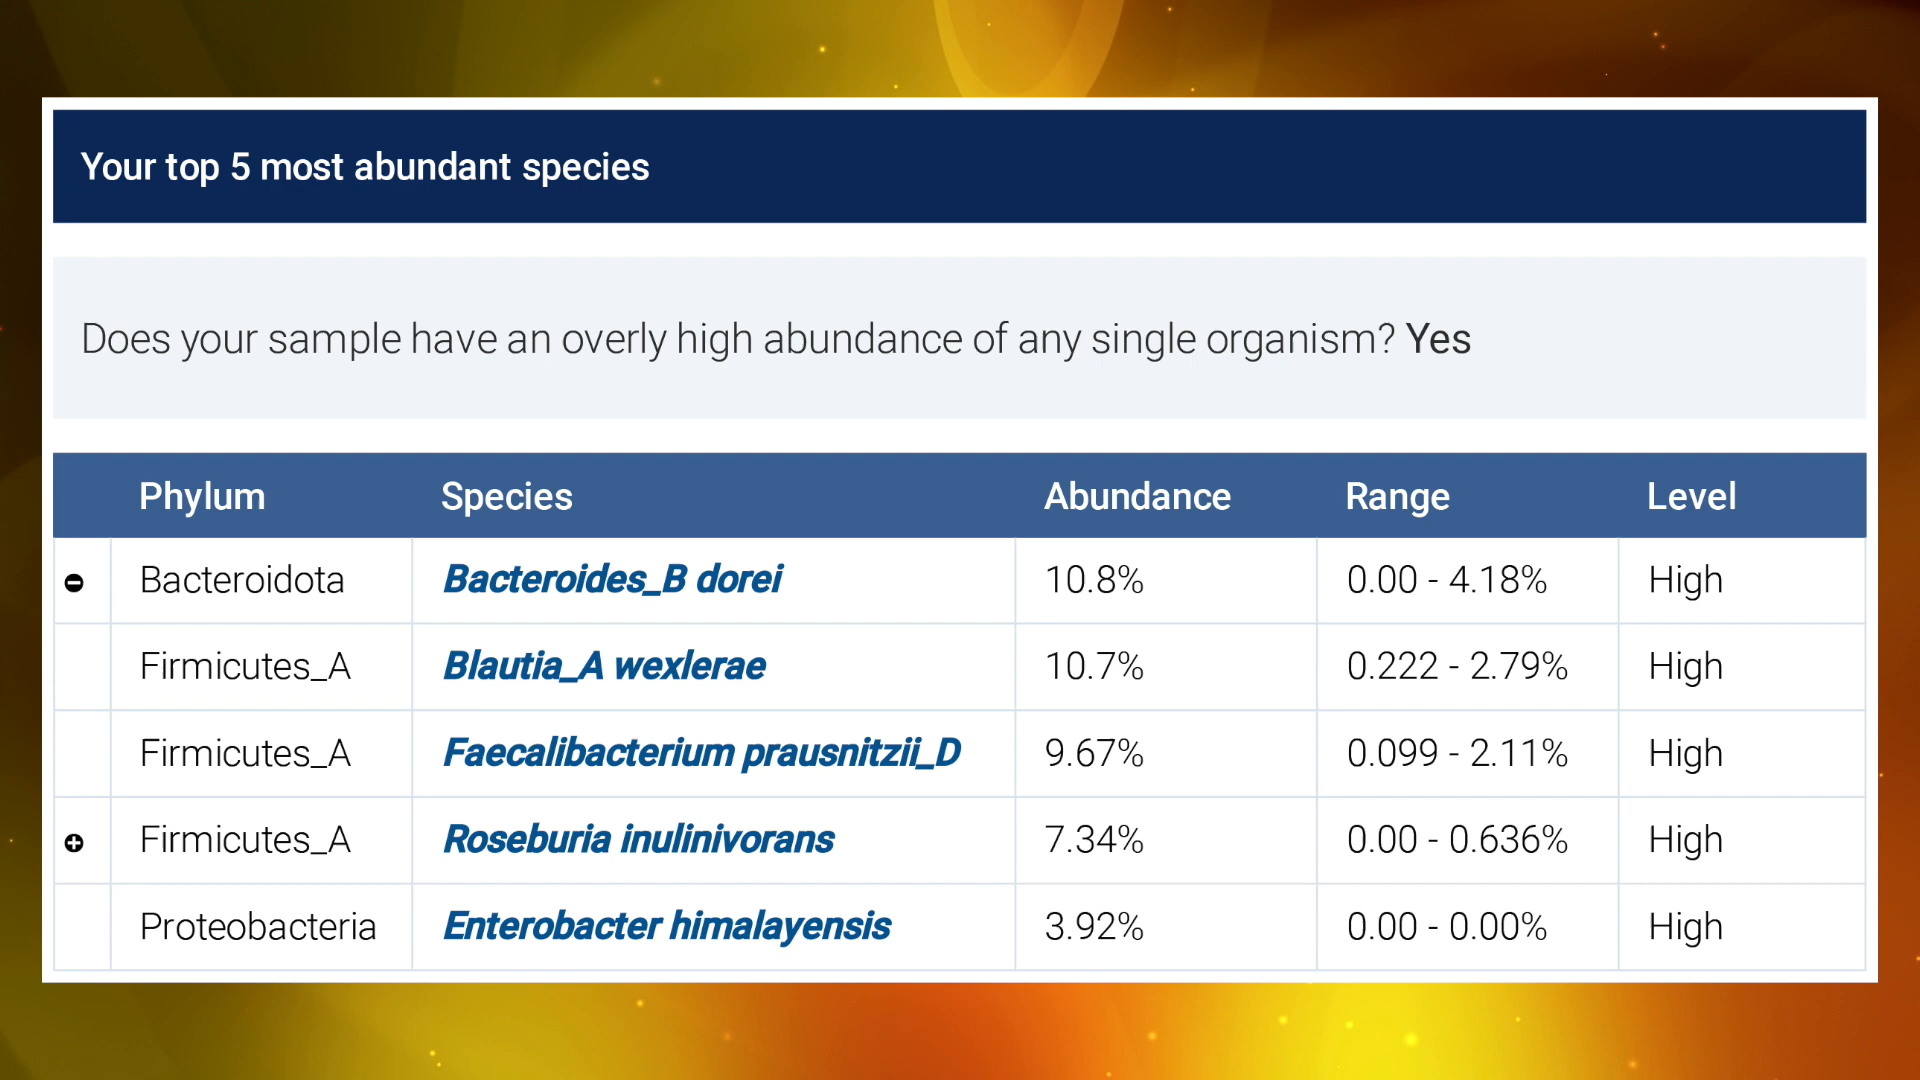 Your top 5 most abundant species
Does your sample have an overly high abundance of any single organism? Yes
Phylum Species Abundance Range Level
Bacteroidota Bacteroides_B dorei 10.8% 0.00 - 4.18% High
Firmicutes_A Blautia_A wexlerae 10.7% 0.222 - 2.79% High
Firmicutes_A Faecalibacterium prausnitzii_D 9.67% 0.099 - 2.11% High
Firmicutes_A Roseburia inulinivorans 7.34% 0.00 - 0.636% High
Proteobacteria Enterobacter himalayensis 3.92% 0.00 - 0.00% High